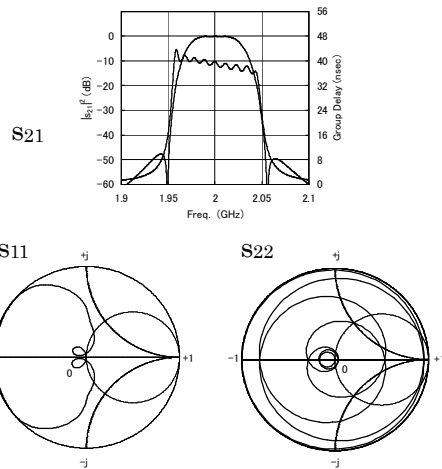 S21
|s21|² (dB)
0
−10
−20
−30
−40
−50
−60
56
48
40
32
24
16
8
0
Group Delay (nsec)
1.9
1.95
2
2.05
2.1
Freq. (GHz)
S11
S22
+j
+j
0
+1
−1
0
+1
−j
−j